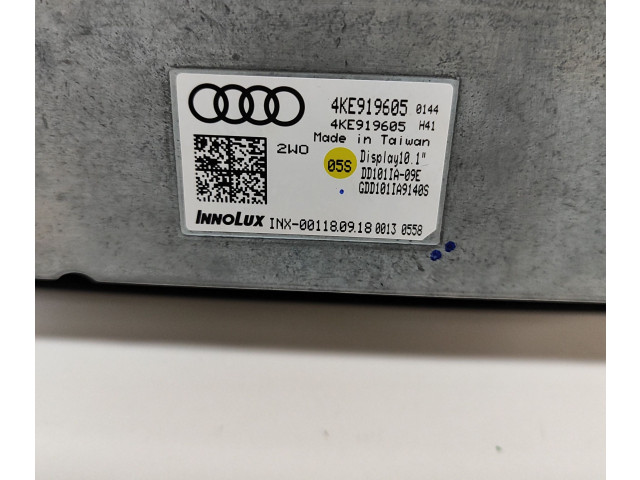 4KE919605 0144
4KE919605 H41
Made in Taiwan
2WO
05S
Display10.1"
DD101IA-09E
GDD101IA9140S
INNOLUX INX-00118.09.18 0013 0558